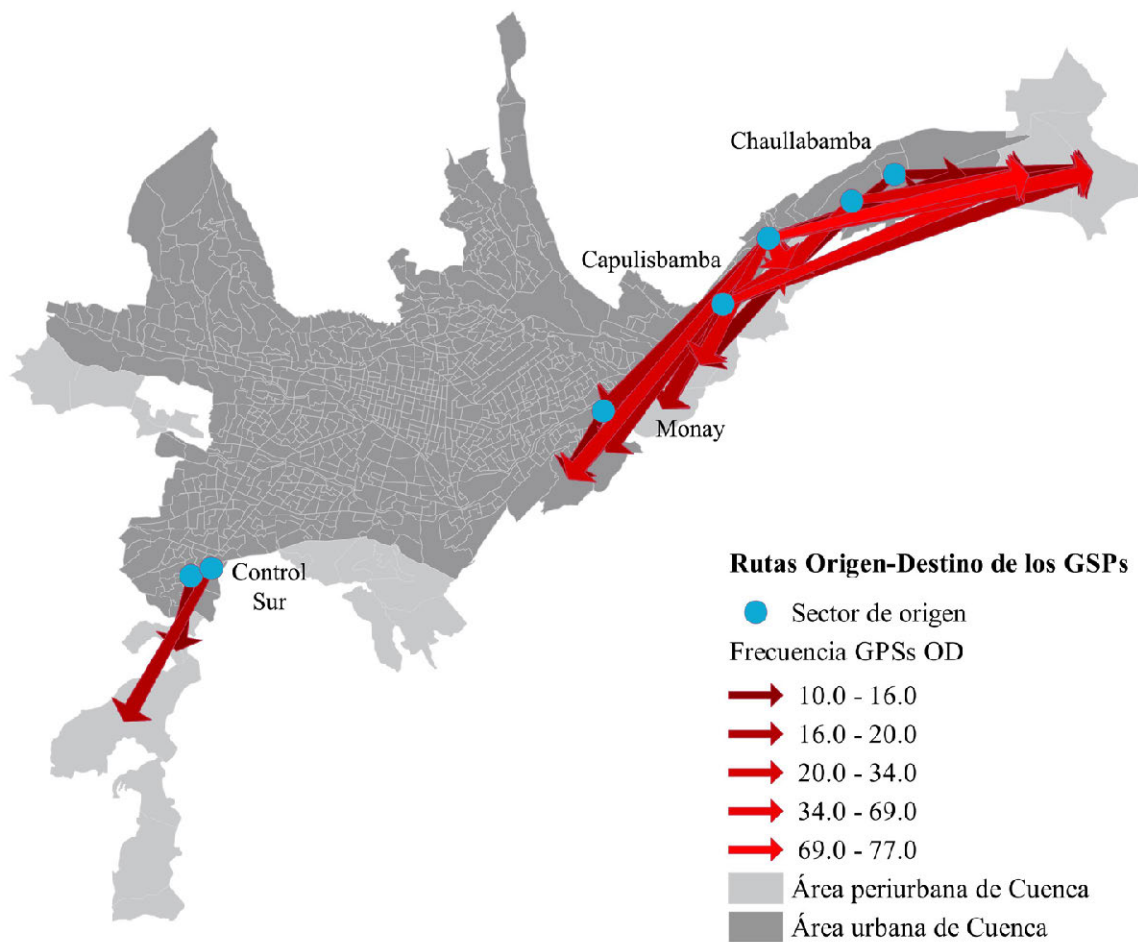 Chaullabamba
Capulisbamba
Monay
Control
Sur
Rutas Origen-Destino de los GSPs
Sector de origen
Frecuencia GPSs OD
10.0 - 16.0
16.0 - 20.0
20.0 - 34.0
34.0 - 69.0
69.0 - 77.0
Área periurbana de Cuenca
Área urbana de Cuenca